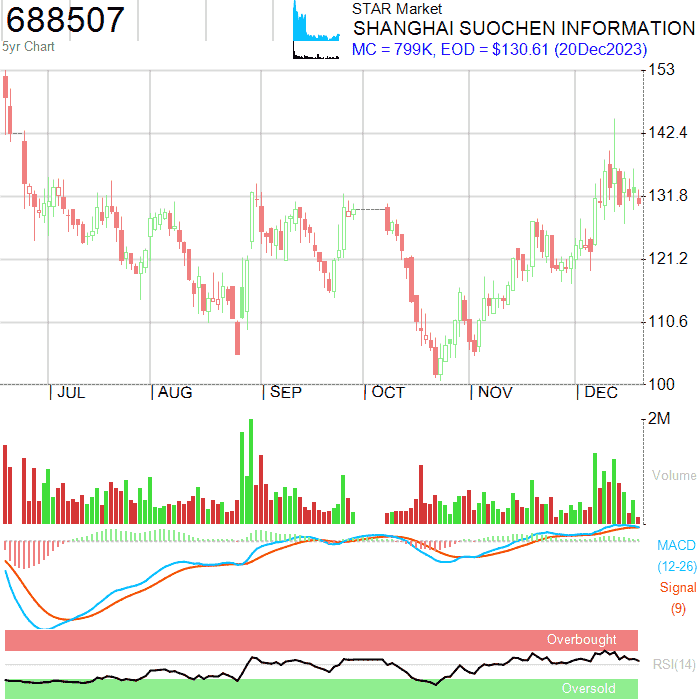 688507
5yr Chart
STAR Market
SHANGHAI SUOCHEN INFORMATION
MC = 799K, EOD = $130.61 (20Dec2023)
153
142.4
131.8
121.2
110.6
100
JUL
AUG
SEP
OCT
NOV
DEC
2M
Volume
MACD
(12-26)
Signal
(9)
Overbought
RSI(14)
Oversold